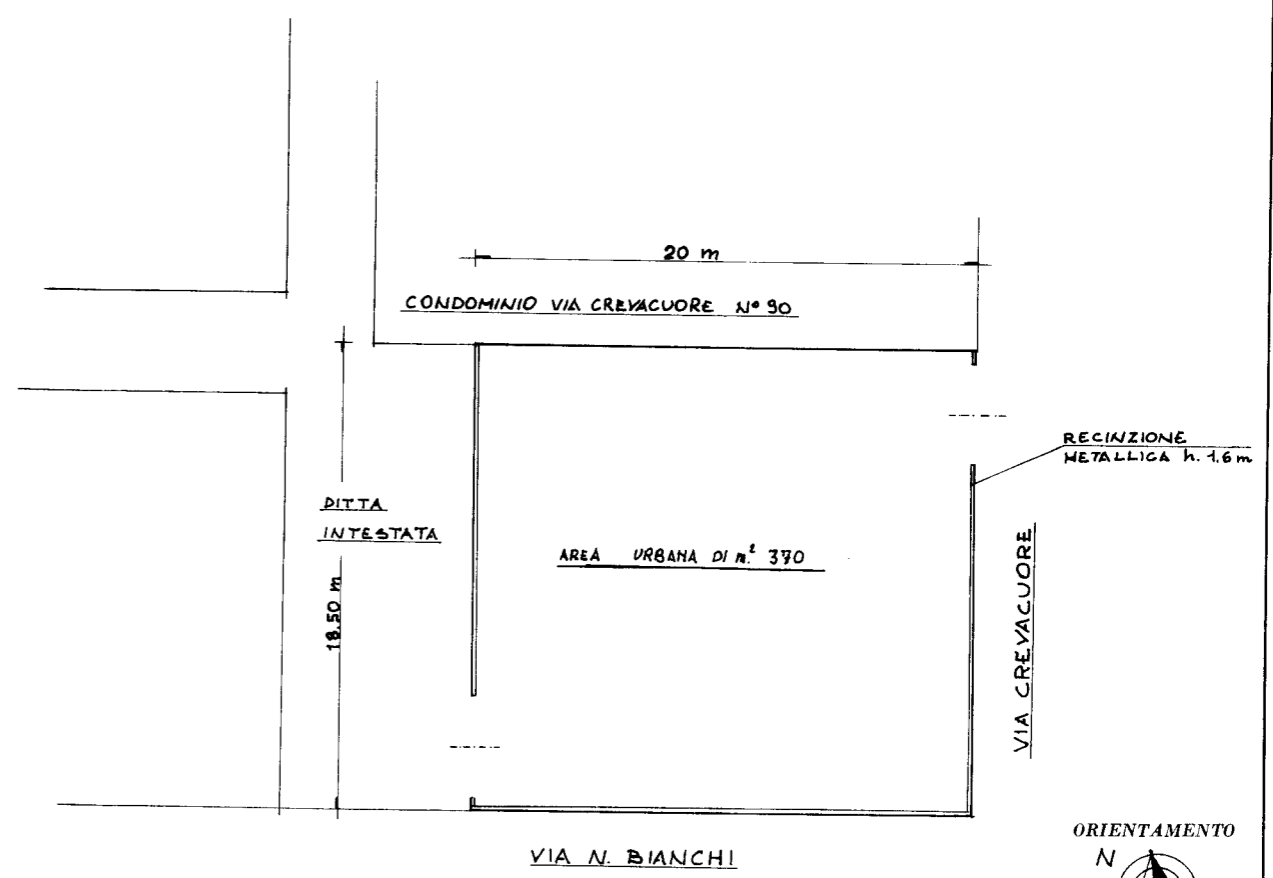 20 m
CONDOMINIO VIA CREVACUORE N° 90
RECINZIONE
METALLICA h. 1.6 m
DITTA
INTESTATA
AREA URBANA DI m.² 370
18.50 m
VIA CREVACUORE
ORIENTAMENTO
N
VIA N. BIANCHI